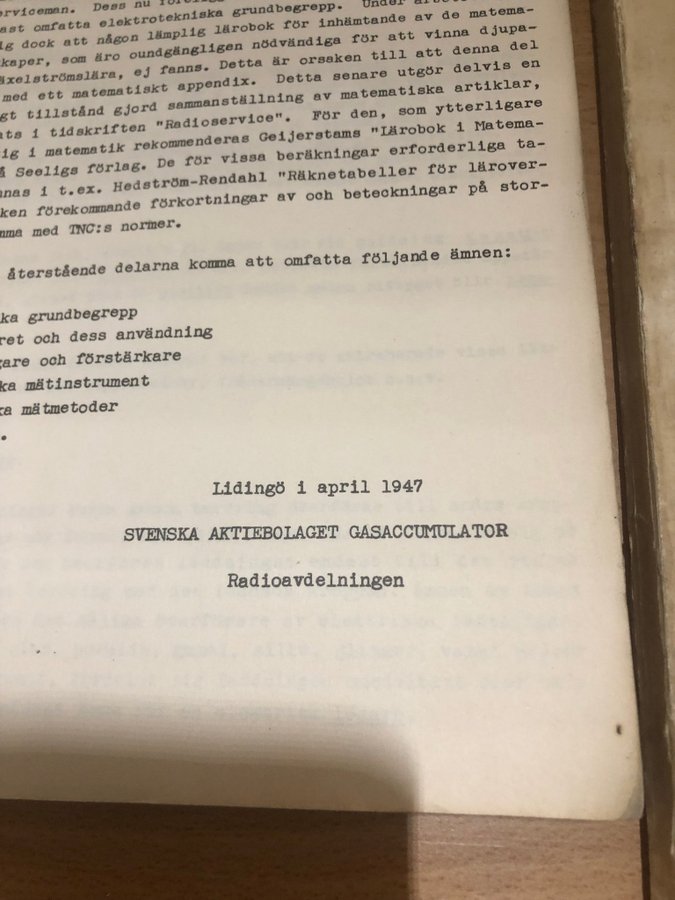 erviceman. Dess nu
ast omfatta elektrotekniska grundbegrepp. Under
ig dock att någon lämplig lärobok för inhämtande av de matema-
kaper, som äro oundgängligen nödvändiga för att vinna djupa-
äxelströmslära, ej fanns. Detta är orsaken till att denna del
med ett matematiskt appendix. Detta senare utgör delvis en
gt tillstånd gjord sammanställning av matematiska artiklar,
ats i tidskriften "Radioservice". För den, som ytterligare
ig i matematik rekommenderas Geijerstams "Lärobok i Matema-
å Seeligs förlag. De för vissa beräkningar erforderliga ta-
nnas i t.ex. Hedström-Rendahl "Räknetabeller för lärover-
ken förekommande förkortningar av och beteckningar på stor-
mma med TNC:s normer.
återstående delarna komma att omfatta följande ämnen:
ka grundbegrepp
ret och dess användning
gare och förstärkare
ka mätinstrument
ka mätmetoder
.
Lidingö i april 1947
SVENSKA AKTIEBOLAGET GASACCUMULATOR
Radioavdelningen